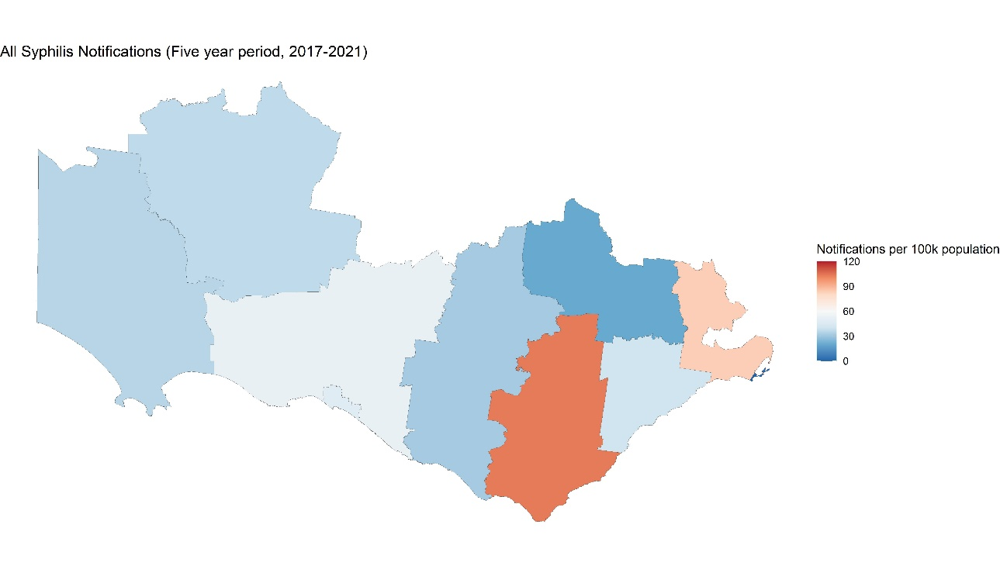 All Syphilis Notifications (Five year period, 2017-2021)
Notifications per 100k population
120
90
60
30
0